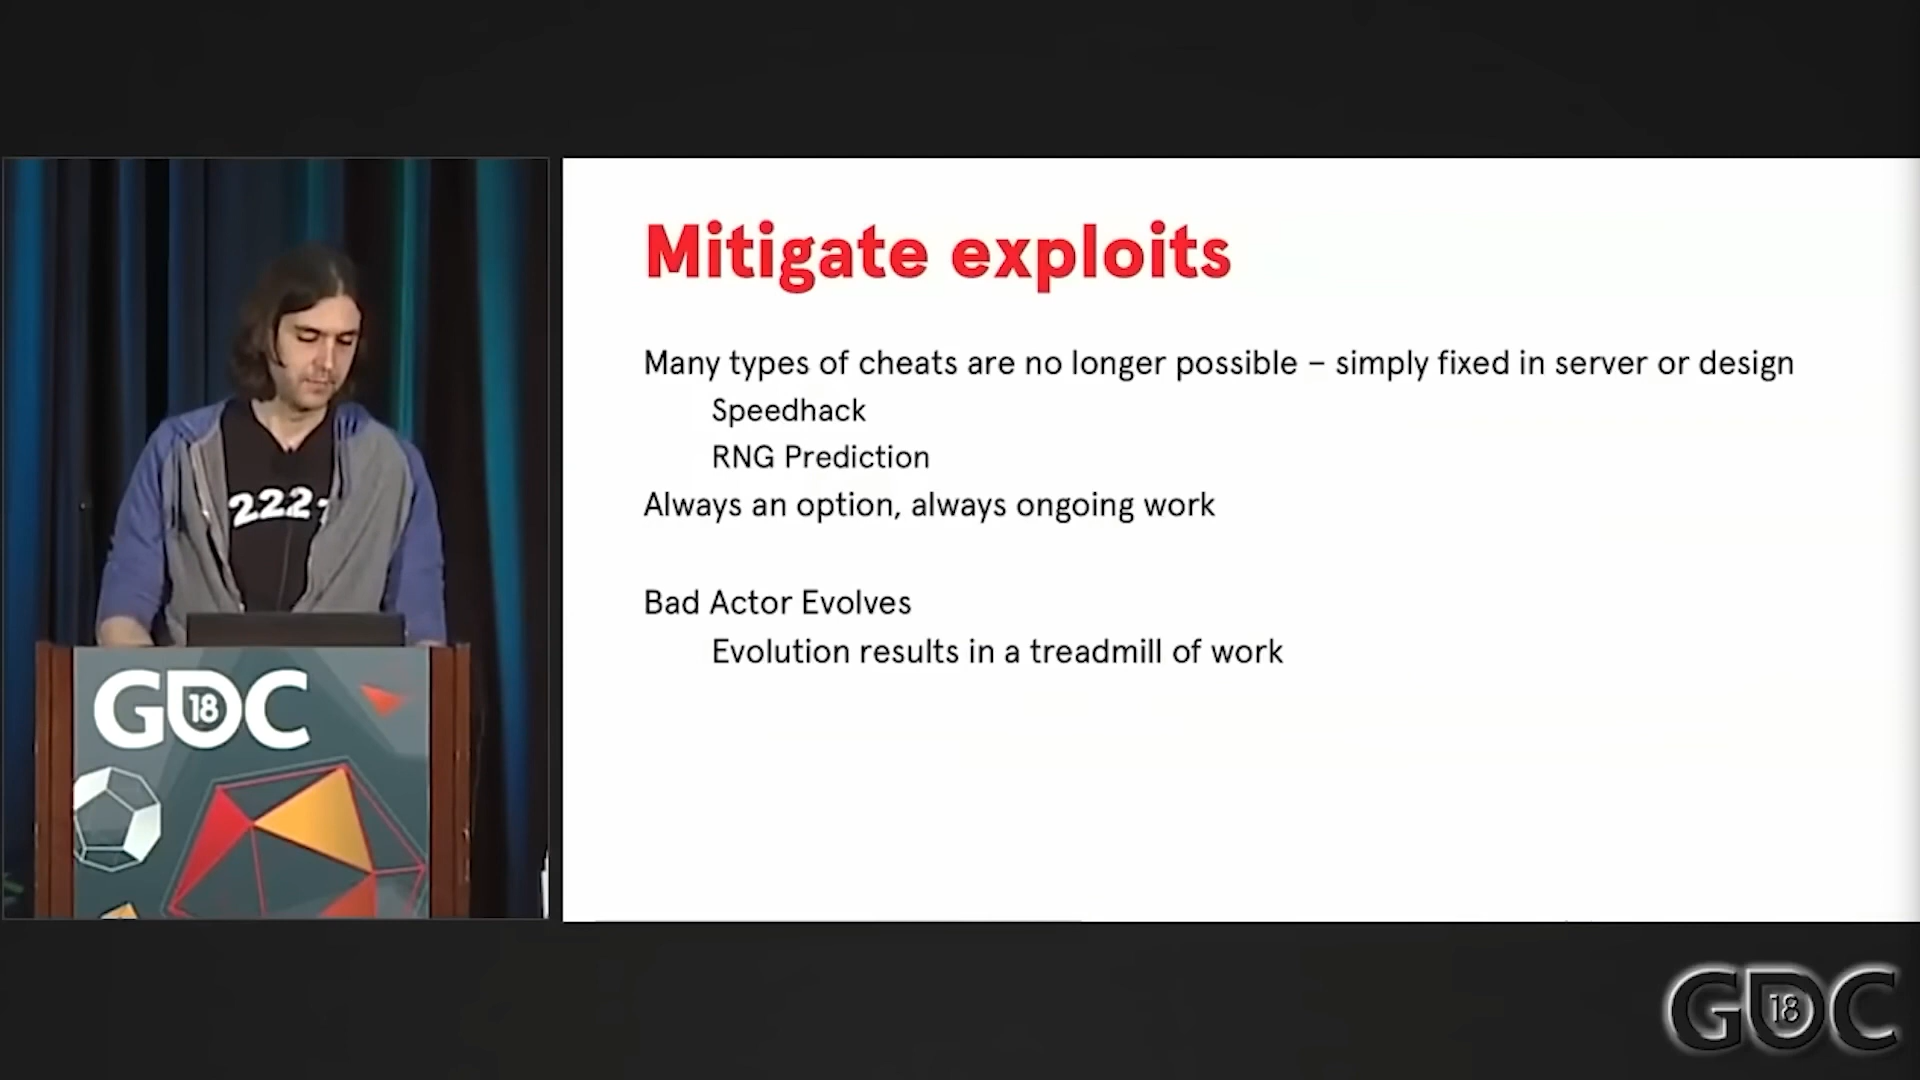 Mitigate exploits
Many types of cheats are no longer possible – simply fixed in server or design
Speedhack
RNG Prediction
Always an option, always ongoing work
Bad Actor Evolves
Evolution results in a treadmill of work
222
GDC
18
GDC
18